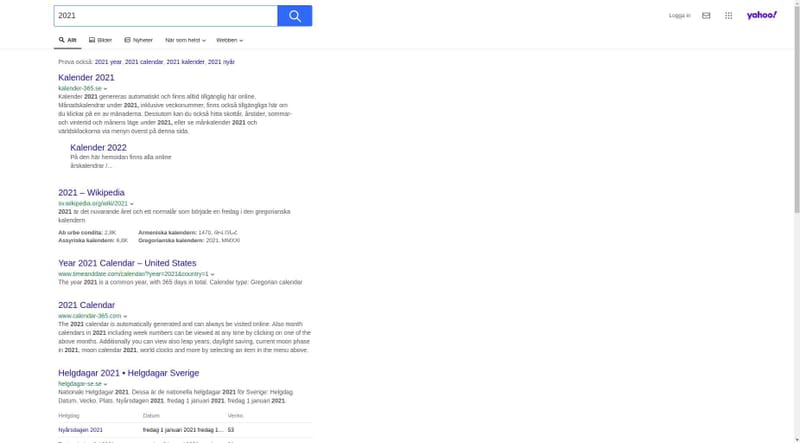 2021
Logga in
yahoo!
Allt
Bilder
Nyheter
När som helst
Webben
Prova också: 2021 year, 2021 calendar, 2021 kalender, 2021 nyår
Kalender 2021
kalender-365.se
Kalender 2021 genereras automatiskt och finns alltid tillgänglig här online.
Månadskalendrar under 2021, inklusive veckonummer, finns också tillgängliga här om
du klickar på en av månaderna. Dessutom kan du också hitta skottår, årstider, sommar-
och vintertid och månens läge under 2021, eller se månkalender 2021 och
världsklockorna via menyn överst på denna sida.
Kalender 2022
På den här hemsidan finns alla online
årskalendrar /...
2021 – Wikipedia
sv.wikipedia.org/wiki/2021
2021 är det nuvarande året och ett normalår som började en fredag i den gregorianska
kalendern.
Ab urbe condita: 2,8K
Armeniska kalendern: 1470,
Assyriska kalendern: 6,8K
Gregorianska kalendern: 2021, MMXXI
Year 2021 Calendar – United States
www.timeanddate.com/calendar/?year=2021&country=1
The year 2021 is a common year, with 365 days in total. Calendar type: Gregorian calendar
2021 Calendar
www.calendar-365.com
The 2021 calendar is automatically generated and can always be visited online. Also month
calendars in 2021 including week numbers can be viewed at any time by clicking on one of the
above months. Additionally you can view also leap years, daylight saving, current moon phase
in 2021, moon calendar 2021, world clocks and more by selecting an item in the menu above.
Helgdagar 2021 • Helgdagar Sverige
helgdagar-se.se
Nationale Helgdagar 2021. Dessa är de nationella helgdagar 2021 för Sverige: Helgdag.
Datum. Vecko. Plats. Nyårsdagen 2021. fredag 1 januari 2021. fredag 1 januari 2021.
Helgdag
Datum
Vecko
Nyårsdagen 2021
fredag 1 januari 2021 fredag 1...
53